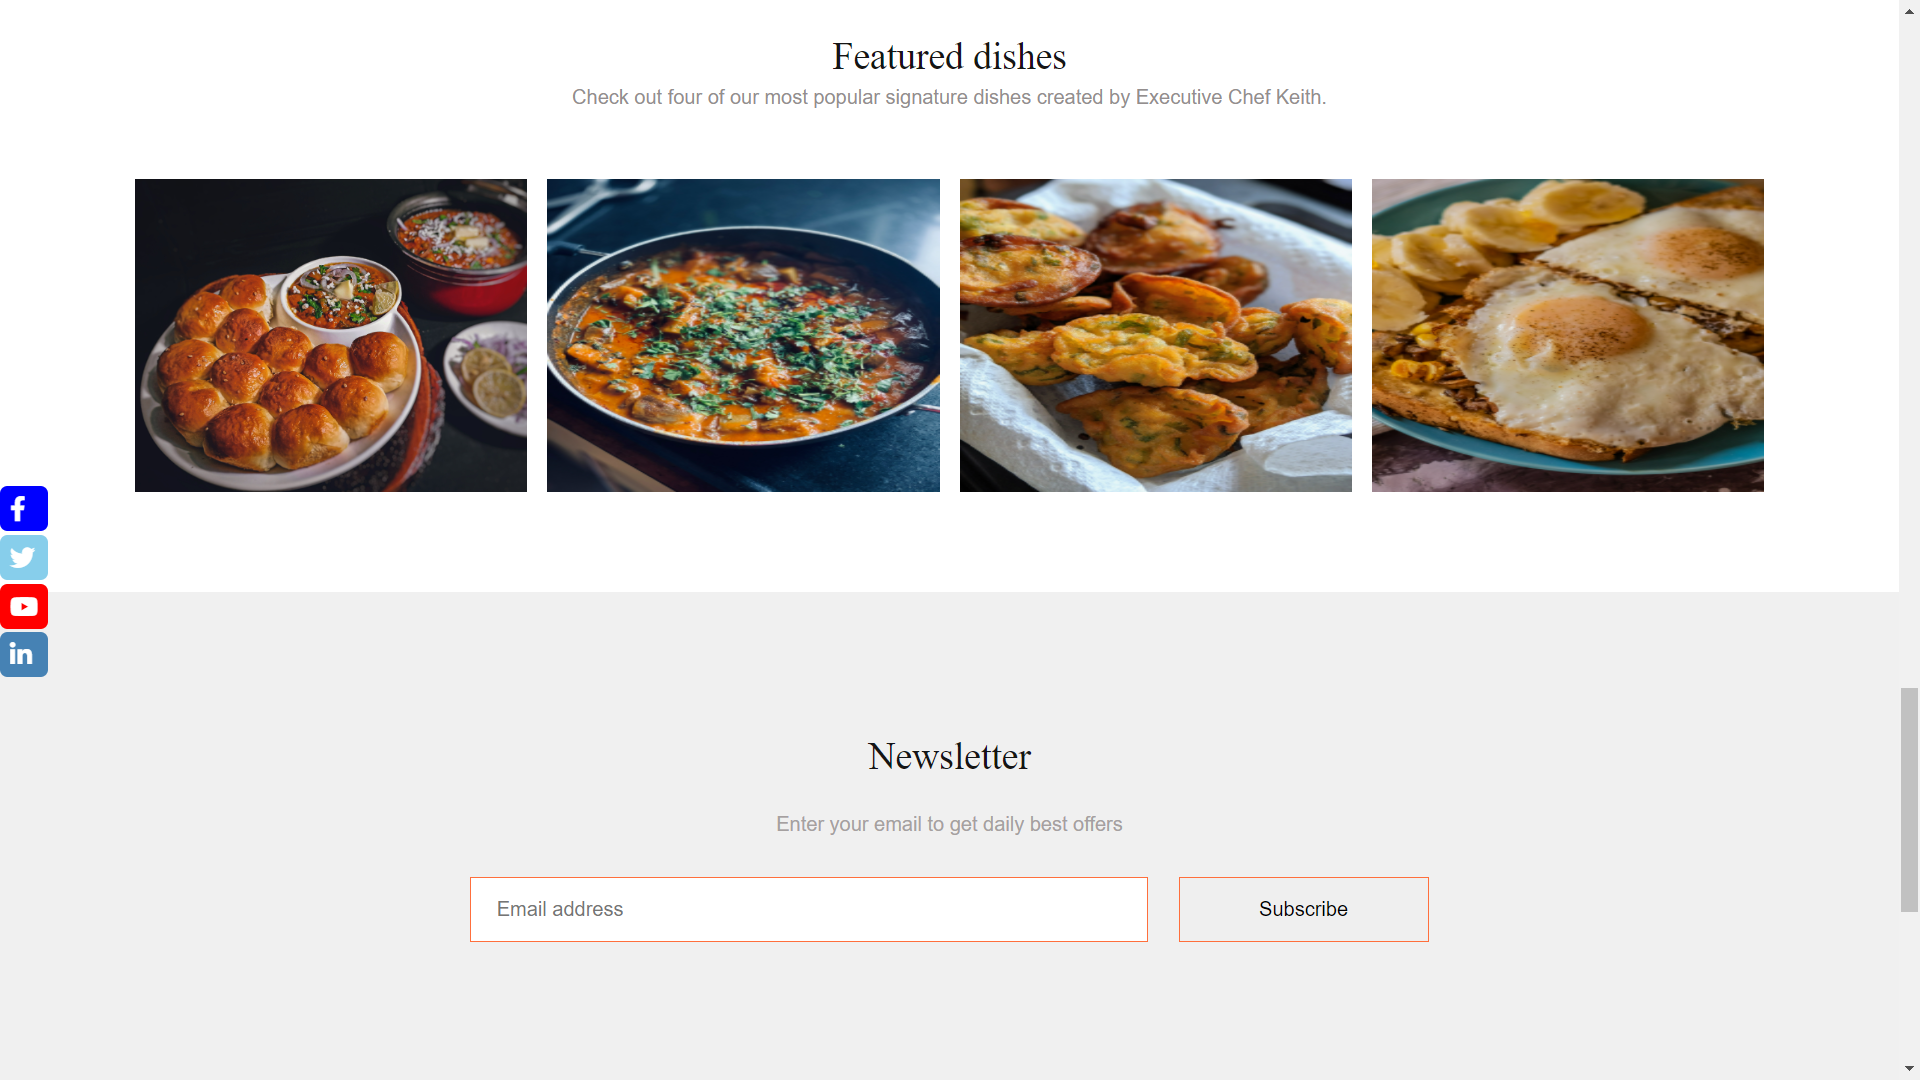 Featured dishes
Check out four of our most popular signature dishes created by Executive Chef Keith.
Newsletter
Enter your email to get daily best offers
Email address
Subscribe